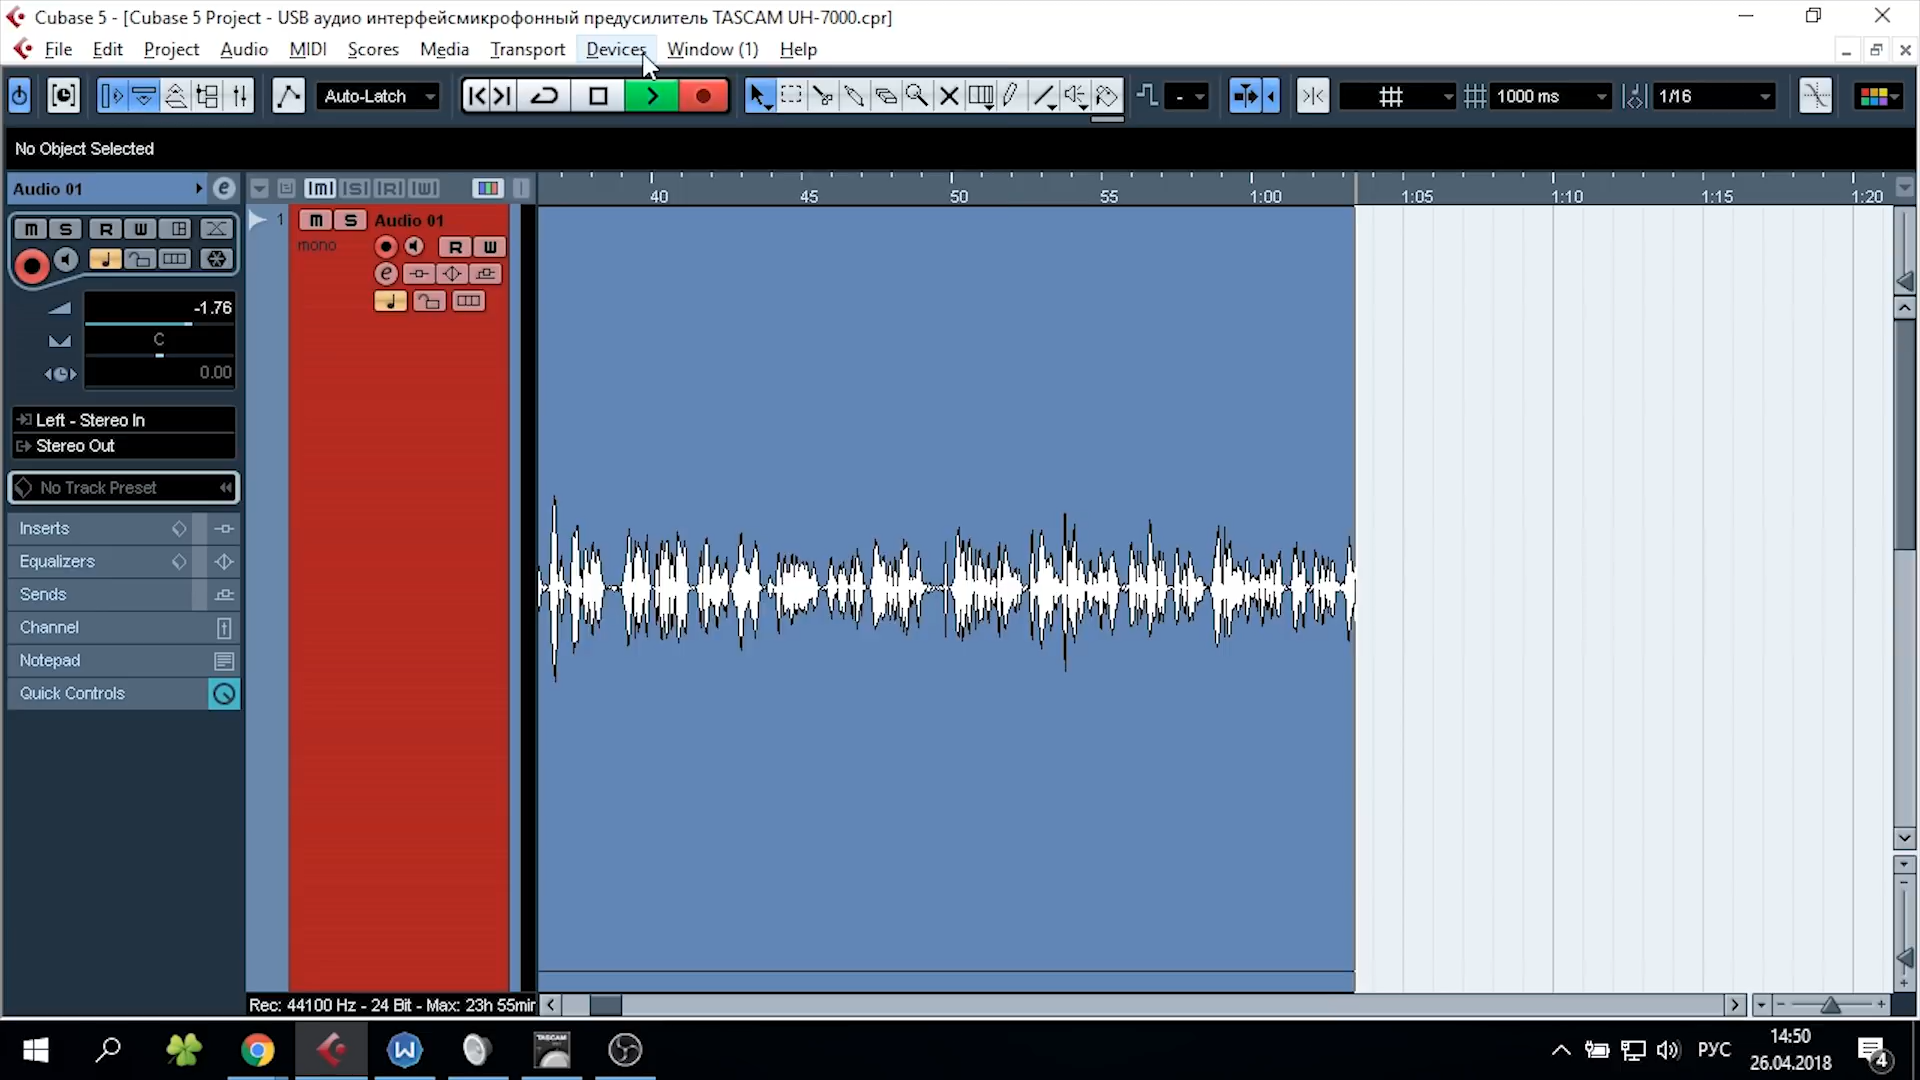 Cubase 5 - [Cubase 5 Project - USB аудио интерфейсмикрофонный предусилитель TASCAM UH-7000.cpr]
File Edit Project Audio MIDI Scores Media Transport Devices Window (1) Help
Auto-Latch - 1000 ms 1/16
No Object Selected
Audio 01 e M S R W 40 45 50 55 1:00 1:05 1:10 1:15 1:20
M S R W 1 M S Audio 01
mono R W
e
-1.76
C
0.00
Left - Stereo In
Stereo Out
No Track Preset
Inserts
Equalizers
Sends
Channel
Notepad
Quick Controls
Rec: 44100 Hz - 24 Bit - Max: 23h 55min
TASCAM
РУС
14:50
26.04.2018
4